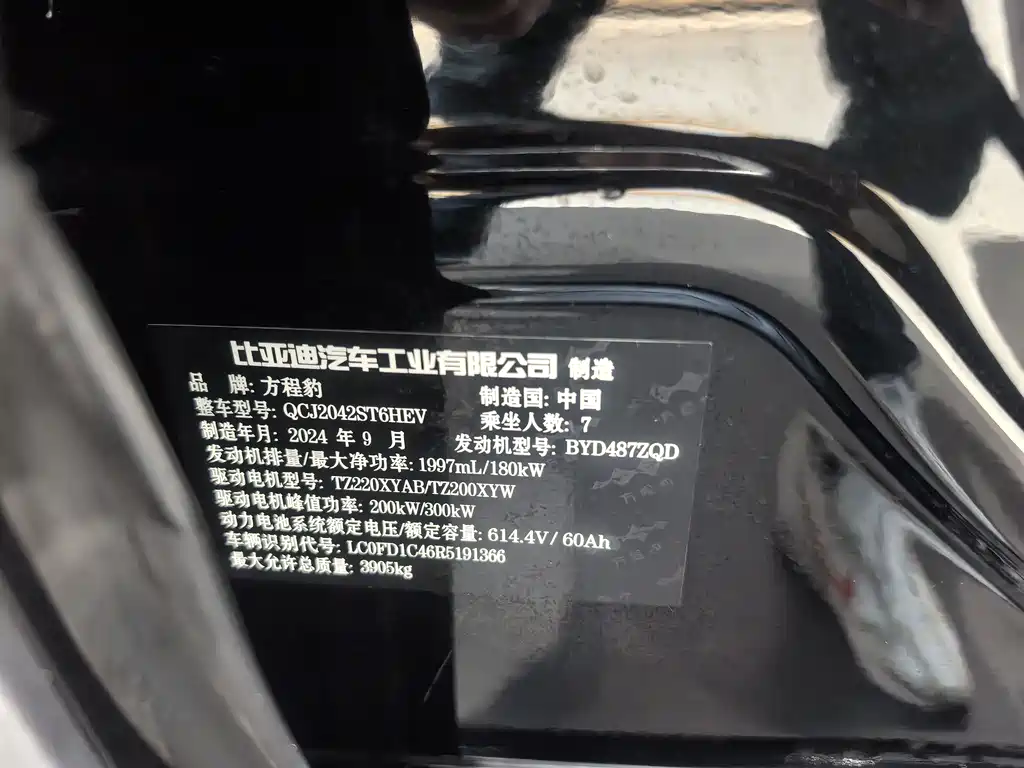 比亚迪汽车工业有限公司 制造
品 牌: 方程豹 制造国: 中国
整车型号: QCJ2042ST6HEV 乘坐人数: 7
制造年月: 2024 年 9 月 发动机型号: BYD487ZQD
发动机排量/最大净功率: 1997mL/180kW
驱动电机型号: TZ220XYAB/TZ200XYW
驱动电机峰值功率: 200kW/300kW
动力电池系统额定电压/额定容量: 614.4V/ 60Ah
车辆识别代号: LC0FD1C46R5191366
最大允许总质量: 3905kg